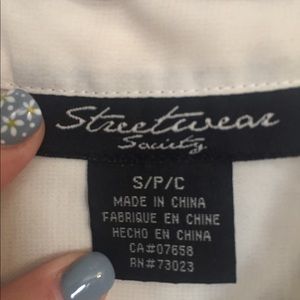 Streetwear
Society
S/P/C
MADE IN CHINA
FABRIQUE EN CHINE
HECHO EN CHINA
CA#07658
RN#73023